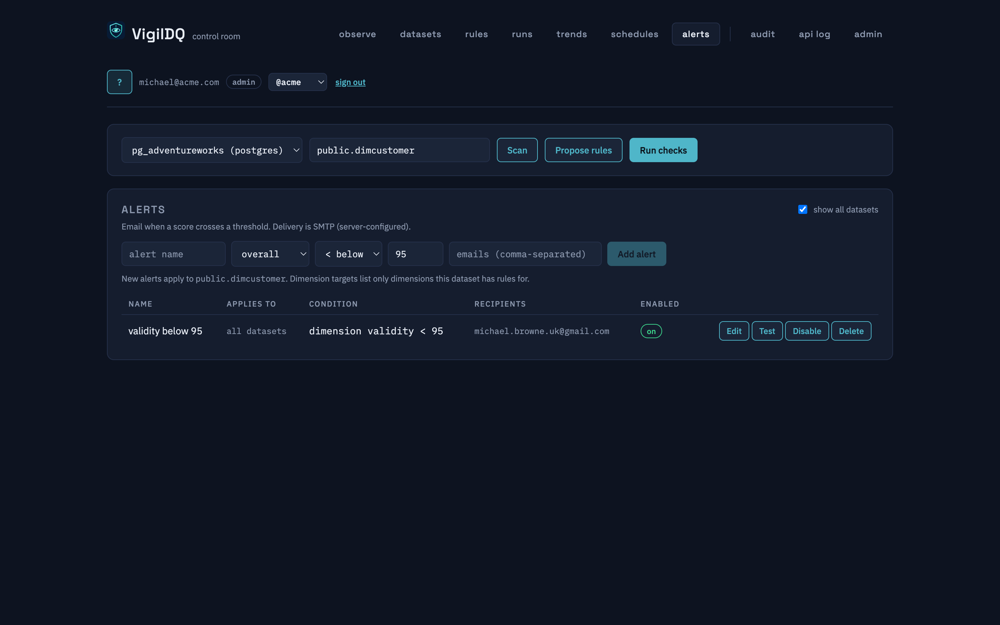 VigilDQ control room observe datasets rules runs trends schedules alerts audit api log admin
? michael@acme.com admin @acme sign out
pg_adventureworks (postgres) public.dimcustomer Scan Propose rules Run checks
ALERTS show all datasets
Email when a score crosses a threshold. Delivery is SMTP (server-configured).
alert name overall < below 95 emails (comma-separated) Add alert
New alerts apply to public.dimcustomer. Dimension targets list only dimensions this dataset has rules for.
NAME APPLIES TO CONDITION RECIPIENTS ENABLED
validity below 95 all datasets dimension validity < 95 michael.browne.uk@gmail.com on Edit Test Disable Delete